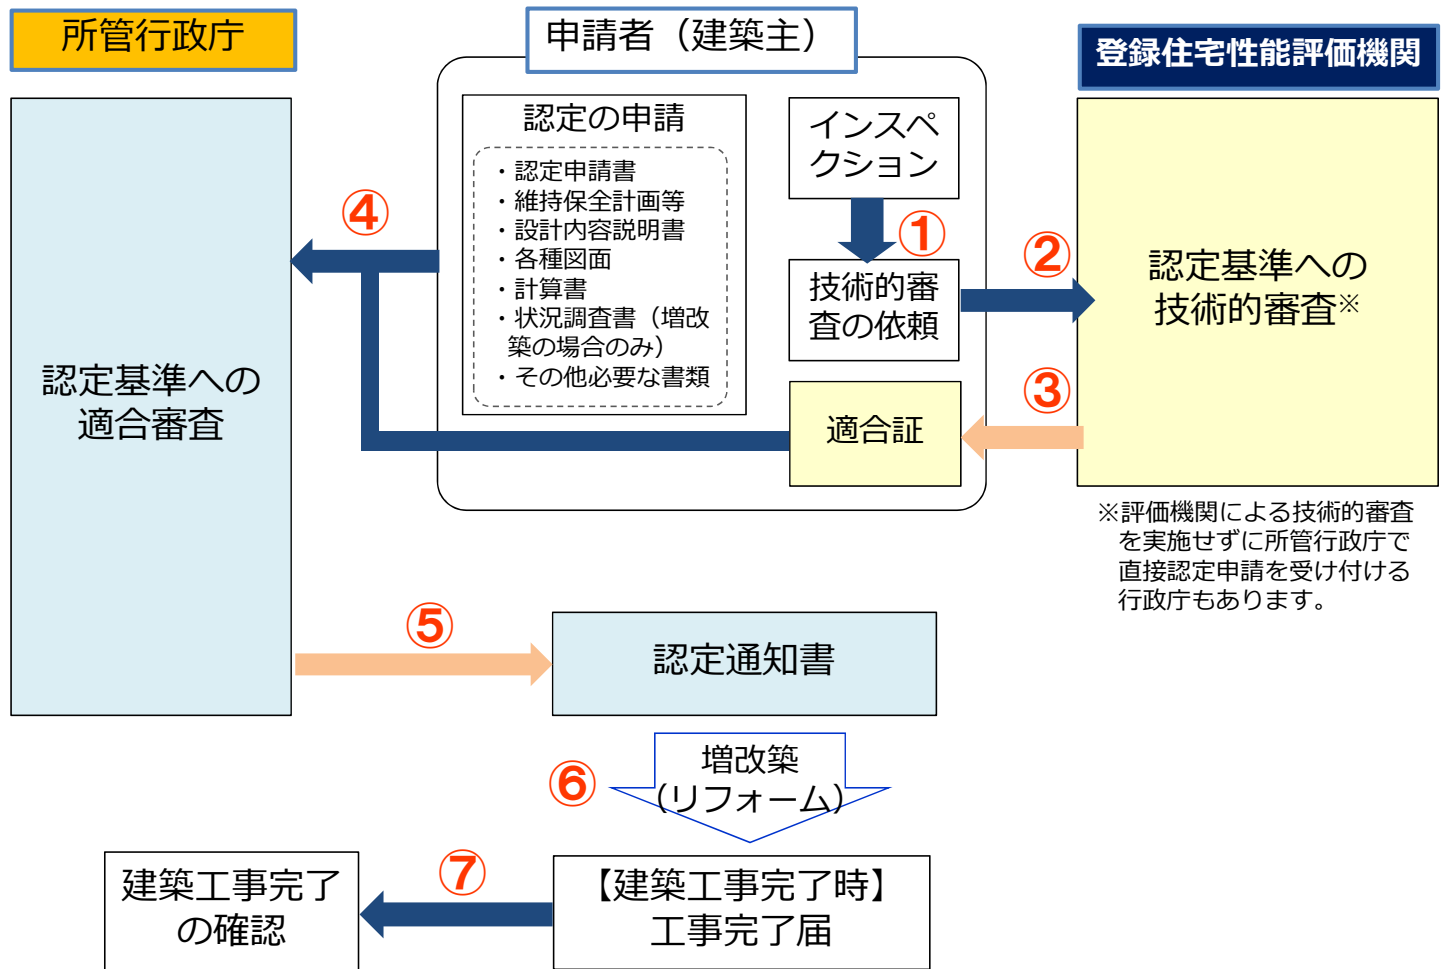 所管行政庁
申請者（建築主）
登録住宅性能評価機関
認定の申請
・認定申請書
・維持保全計画等
・設計内容説明書
・各種図面
・計算書
・状況調査書（増改
築の場合のみ）
・その他必要な書類
インスペ
クション
①
技術的審
査の依頼
②
認定基準への
技術的審査※
③
適合証
④
認定基準への
適合審査
※評価機関による技術的審査
を実施せずに所管行政庁で
直接認定申請を受け付ける
行政庁もあります。
⑤
認定通知書
⑥
増改築
（リフォーム）
【建築工事完了時】
工事完了届
⑦
建築工事完了
の確認